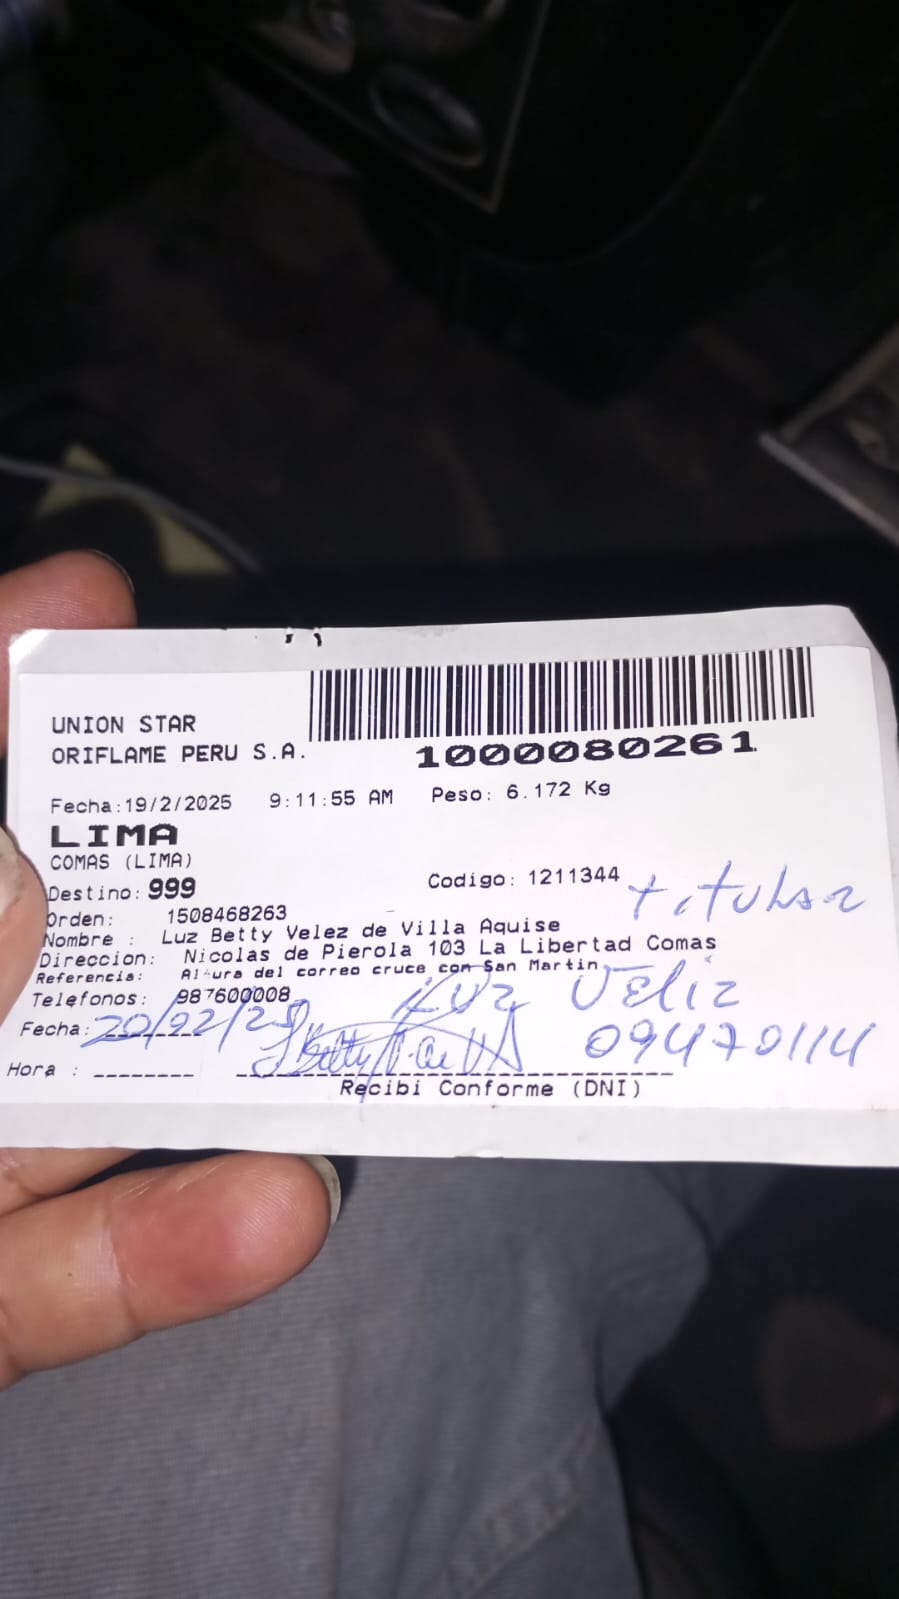 UNION STAR
ORIFLAME PERU S.A.
1000080261
Fecha:19/2/2025 9:11:55 AM Peso: 6.172 Kg
LIMA
COMAS (LIMA)
Destino: 999 Codigo: 1211344
titular
Orden: 1508468263
Nombre : Luz Betty Velez de Villa Aquise
Direccion: Nicolas de Pierola 103 La Libertad Comas
Referencia: Altura del correo cruce con San Martin
Telefonos: 987600008
Luz Veliz
Fecha: 20/02/25
09470114
Hora :
Recibi Conforme (DNI)